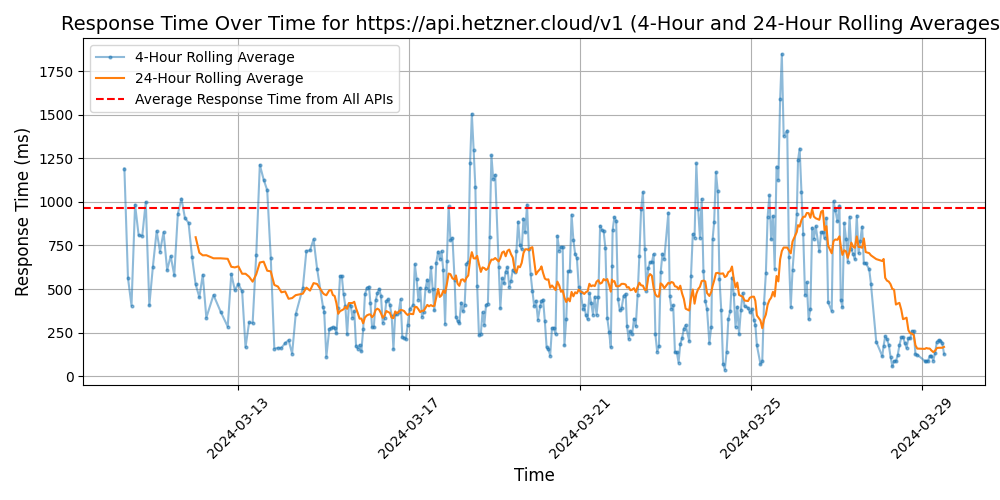 Response Time Over Time for https://api.hetzner.cloud/v1 (4-Hour and 24-Hour Rolling Averages
4-Hour Rolling Average
24-Hour Rolling Average
Average Response Time from All APIs
Response Time (ms)
1750
1500
1250
1000
750
500
250
0
2024-03-13
2024-03-17
2024-03-21
2024-03-25
2024-03-29
Time